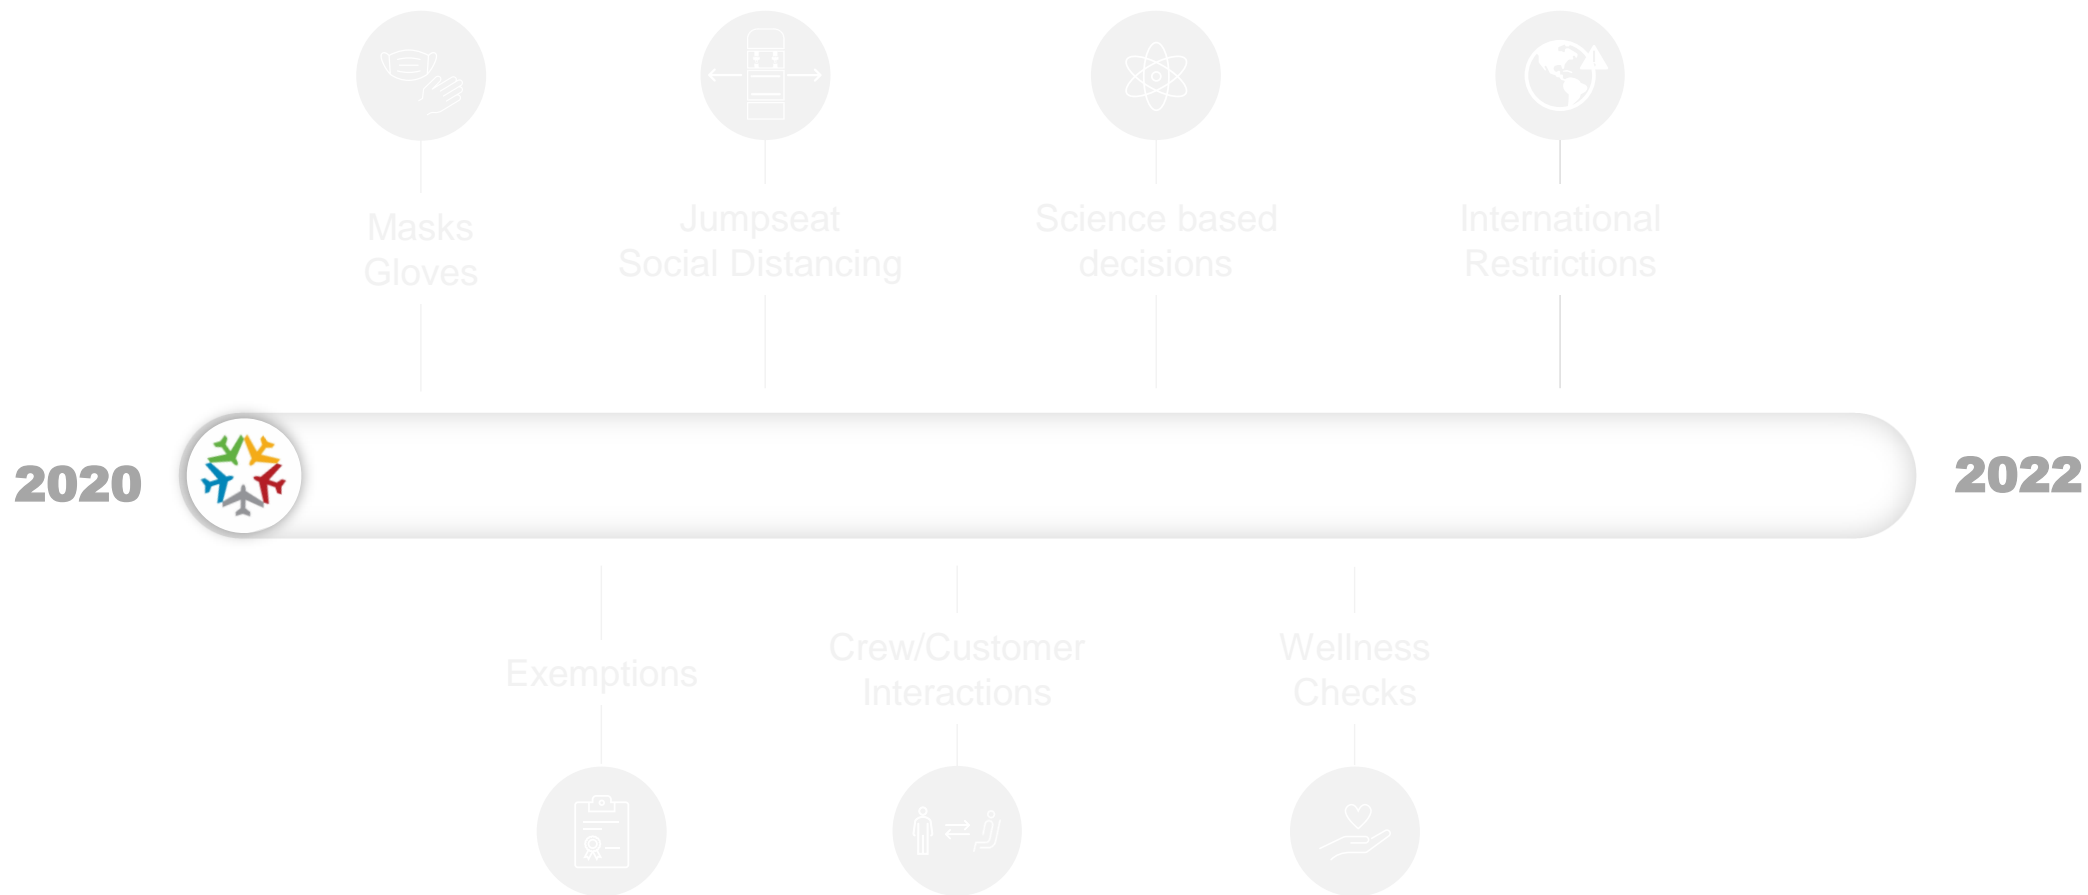 Masks
Gloves
Jumpseat
Social Distancing
Science based
decisions
International
Restrictions
2020
2022
Exemptions
Crew/Customer
Interactions
Wellness
Checks